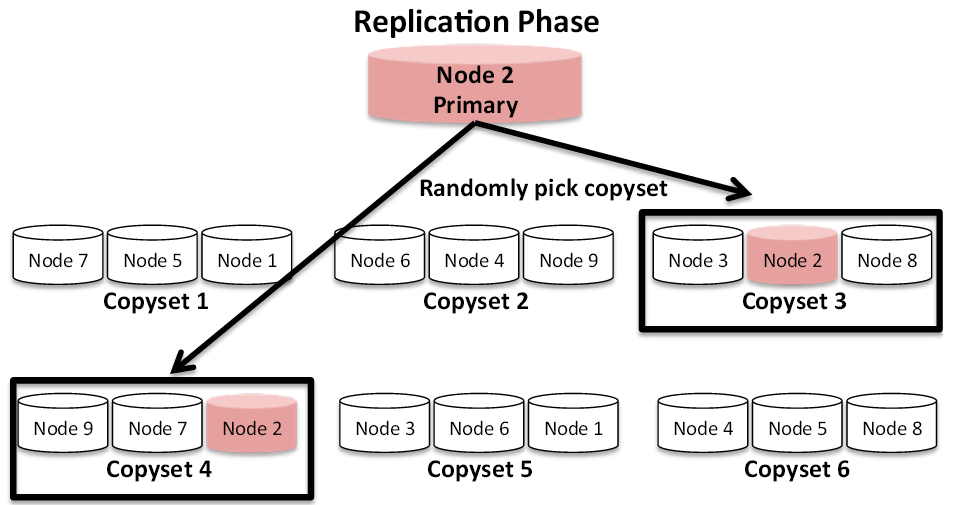 Replication Phase
Node 2
Primary
Randomly pick copyset
Node 7 Node 5 Node 1
Copyset 1
Node 6 Node 4 Node 9
Copyset 2
Node 3 Node 2 Node 8
Copyset 3
Node 9 Node 7 Node 2
Copyset 4
Node 3 Node 6 Node 1
Copyset 5
Node 4 Node 5 Node 8
Copyset 6